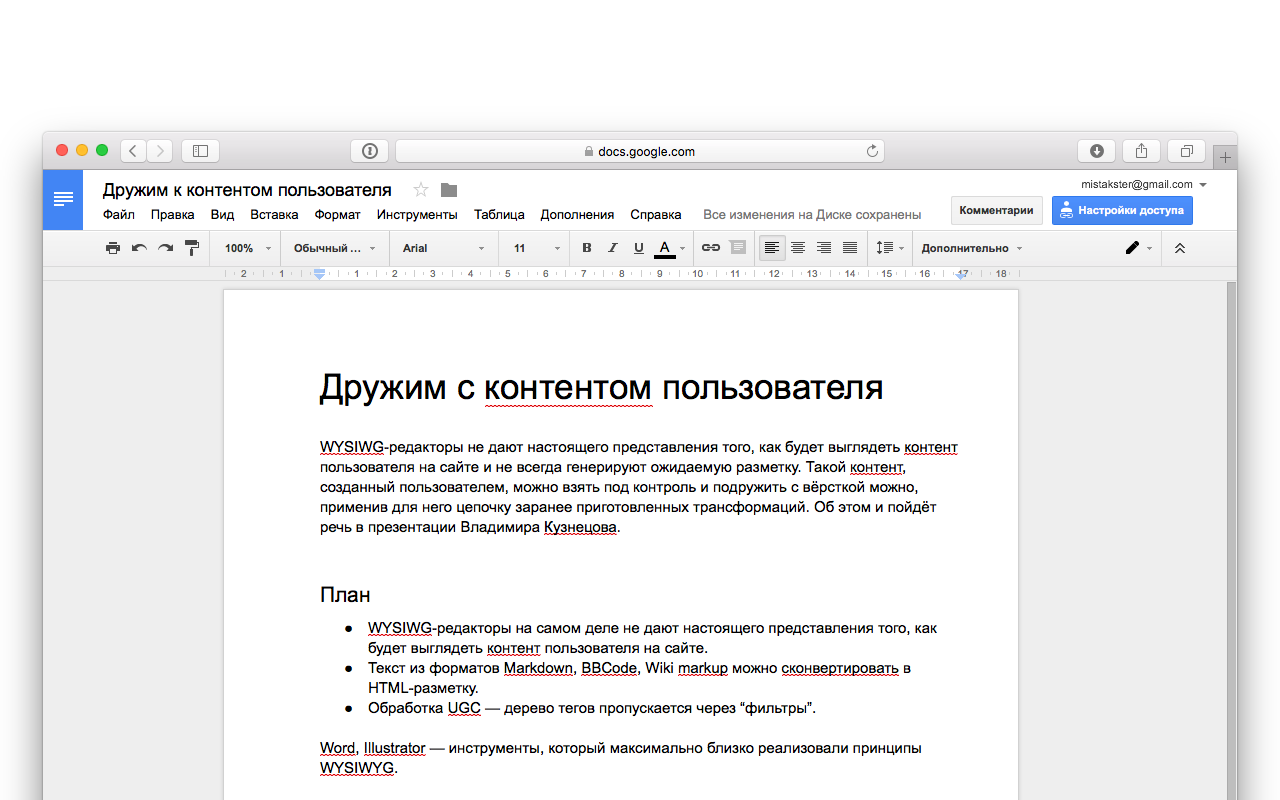 docs.google.com
Дружим к контентом пользователя
mistakster@gmail.com
Файл Правка Вид Вставка Формат Инструменты Таблица Дополнения Справка Все изменения на Диске сохранены
Комментарии Настройки доступа
100% Обычный ... Arial 11 B I U A Дополнительно
2 1 1 2 3 4 5 6 7 8 9 10 11 12 13 14 15 16 17 18
Дружим с контентом пользователя
WYSIWG-редакторы не дают настоящего представления того, как будет выглядеть контент
пользователя на сайте и не всегда генерируют ожидаемую разметку. Такой контент,
созданный пользователем, можно взять под контроль и подружить с вёрсткой можно,
применив для него цепочку заранее приготовленных трансформаций. Об этом и пойдёт
речь в презентации Владимира Кузнецова.
План
● WYSIWG-редакторы на самом деле не дают настоящего представления того, как
будет выглядеть контент пользователя на сайте.
● Текст из форматов Markdown, BBCode, Wiki markup можно сконвертировать в
HTML-разметку.
● Обработка UGC — дерево тегов пропускается через “фильтры”.
Word, Illustrator — инструменты, который максимально близко реализовали принципы
WYSIWYG.